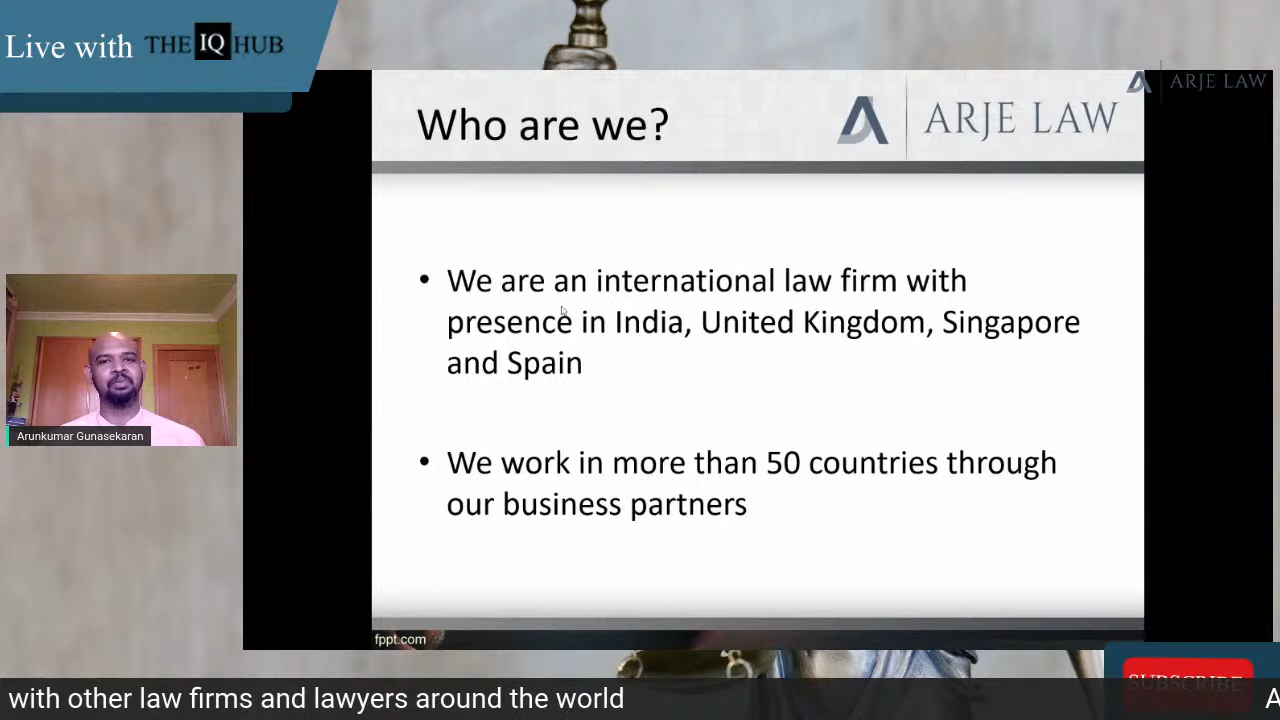 Live with THE IQ HUB
ARJE LAW
Who are we?
ARJE LAW
• We are an international law firm with
presence in India, United Kingdom, Singapore
and Spain
• We work in more than 50 countries through
our business partners
Arunkumar Gunasekaran
fppt.com
SUBSCRIBE
with other law firms and lawyers around the world
A